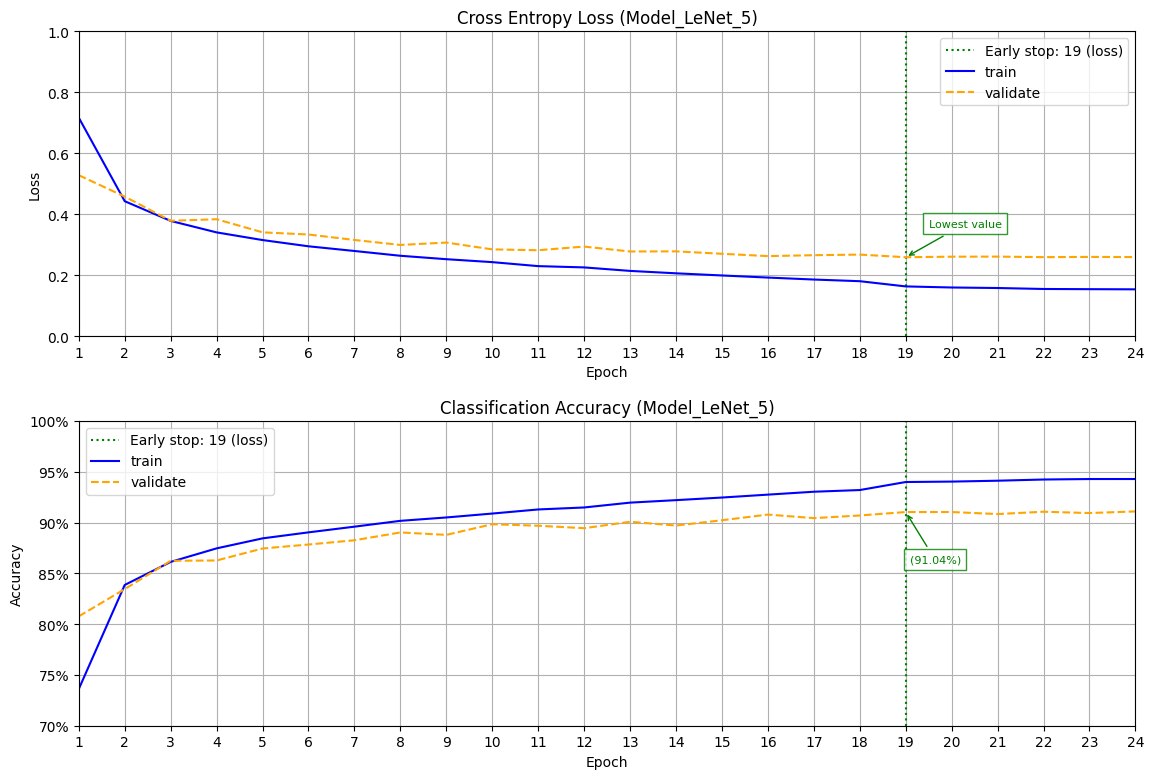 Cross Entropy Loss (Model_LeNet_5)
1.0
0.8
0.6
0.4
0.2
0.0
Loss
Early stop: 19 (loss)
train
validate
Lowest value
1 2 3 4 5 6 7 8 9 10 11 12 13 14 15 16 17 18 19 20 21 22 23 24
Epoch
Classification Accuracy (Model_LeNet_5)
100%
95%
90%
85%
80%
75%
70%
Accuracy
Early stop: 19 (loss)
train
validate
(91.04%)
1 2 3 4 5 6 7 8 9 10 11 12 13 14 15 16 17 18 19 20 21 22 23 24
Epoch